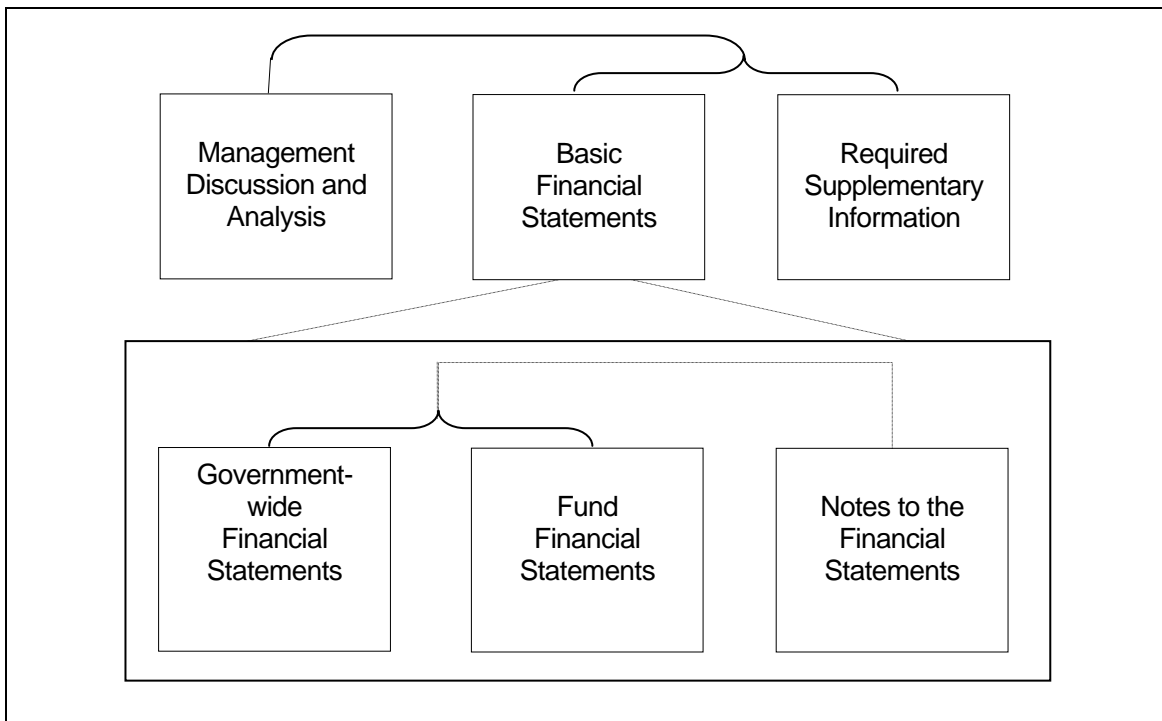 Management
Discussion and
Analysis
Basic
Financial
Statements
Required
Supplementary
Information
Government-
wide
Financial
Statements
Fund
Financial
Statements
Notes to the
Financial
Statements